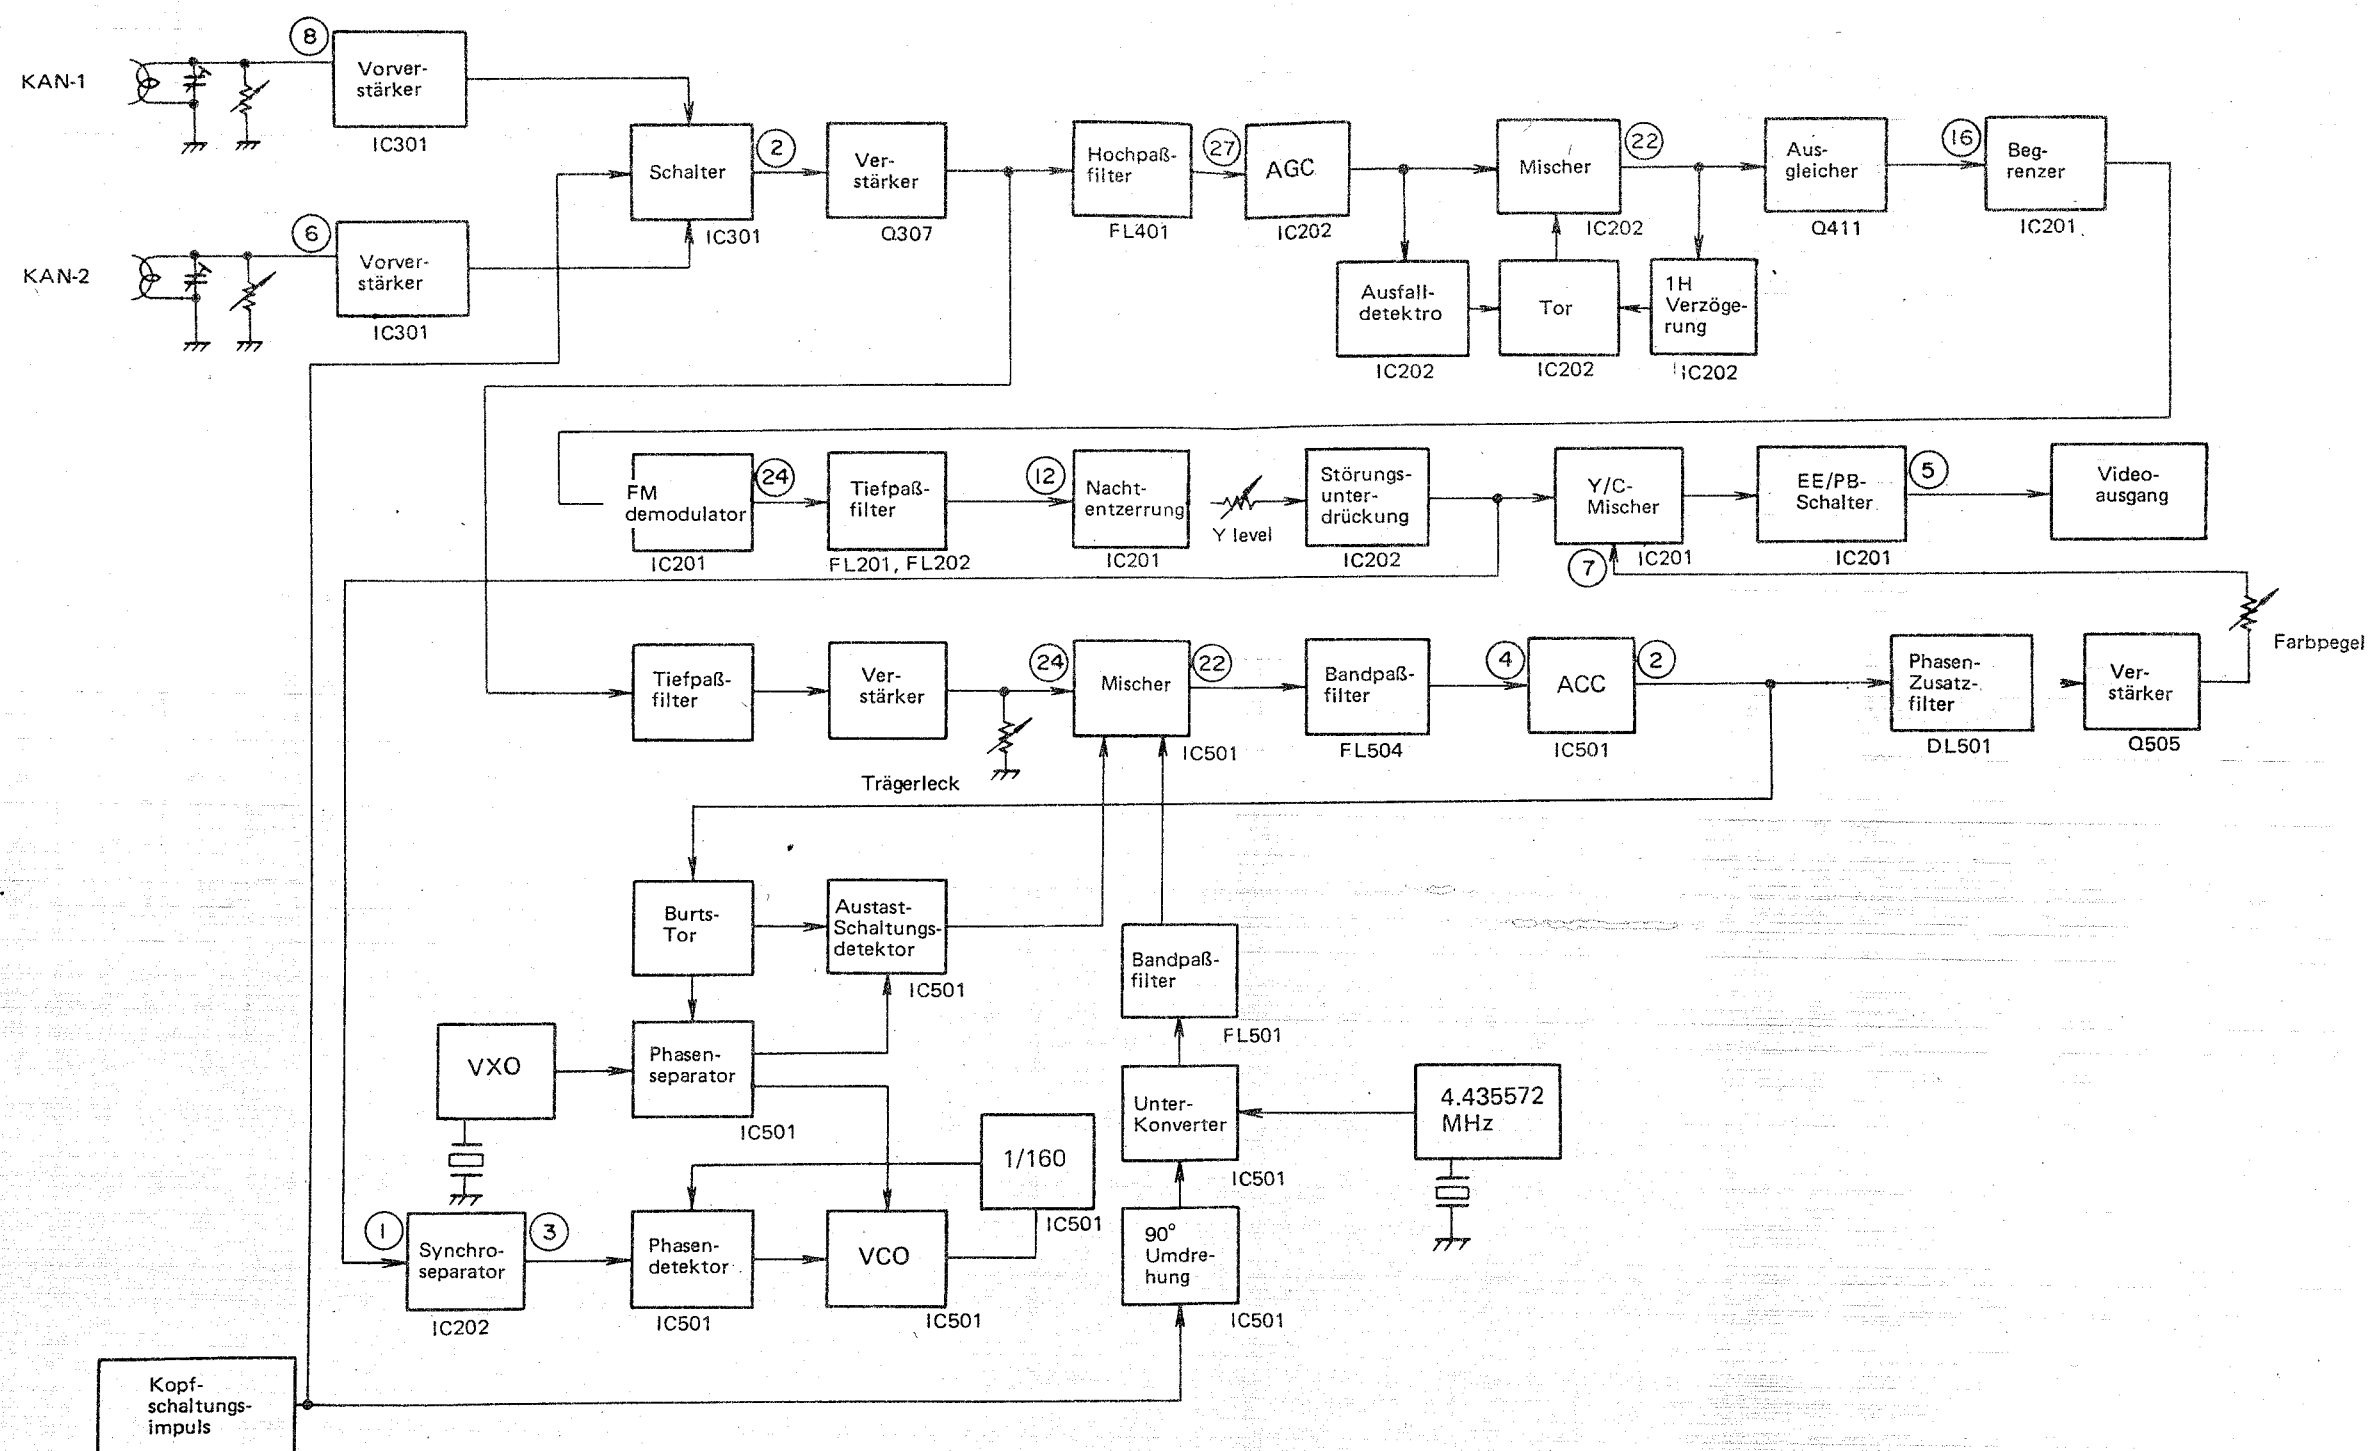 KAN-1
8
Vorver-
stärker
IC301
KAN-2
6
Vorver-
stärker
IC301
Schalter
IC301
2
Ver-
stärker
Q307
Hochpaß-
filter
FL401
27
AGC
IC202
Mischer
IC202
22
Aus-
gleicher
Q411
16
Beg-
renzer
IC201
Ausfall-
detektro
IC202
Tor
IC202
1H
Verzöge-
rung
IC202
FM
demodulator
IC201
24
Tiefpaß-
filter
FL201, FL202
12
Nacht-
entzerrung
IC201
Y level
Störungs-
unter-
drückung
IC202
Y/C-
Mischer
IC201
7
EE/PB-
Schalter
IC201
5
Video-
ausgang
Farbpegel
Tiefpaß-
filter
Ver-
stärker
Trägerleck
24
Mischer
IC501
22
Bandpaß-
filter
FL504
4
ACC
IC501
2
Phasen-
Zusatz-
filter
DL501
Ver-
stärker
Q505
Burts-
Tor
Austast-
Schaltungs-
detektor
IC501
Bandpaß-
filter
FL501
VXO
Phasen-
separator
IC501
1/160
IC501
Unter-
Konverter
IC501
4.435572
MHz
1
Synchro-
separator
IC202
3
Phasen-
detektor
IC501
VCO
IC501
90°
Umdre-
hung
IC501
Kopf-
schaltungs-
impuls